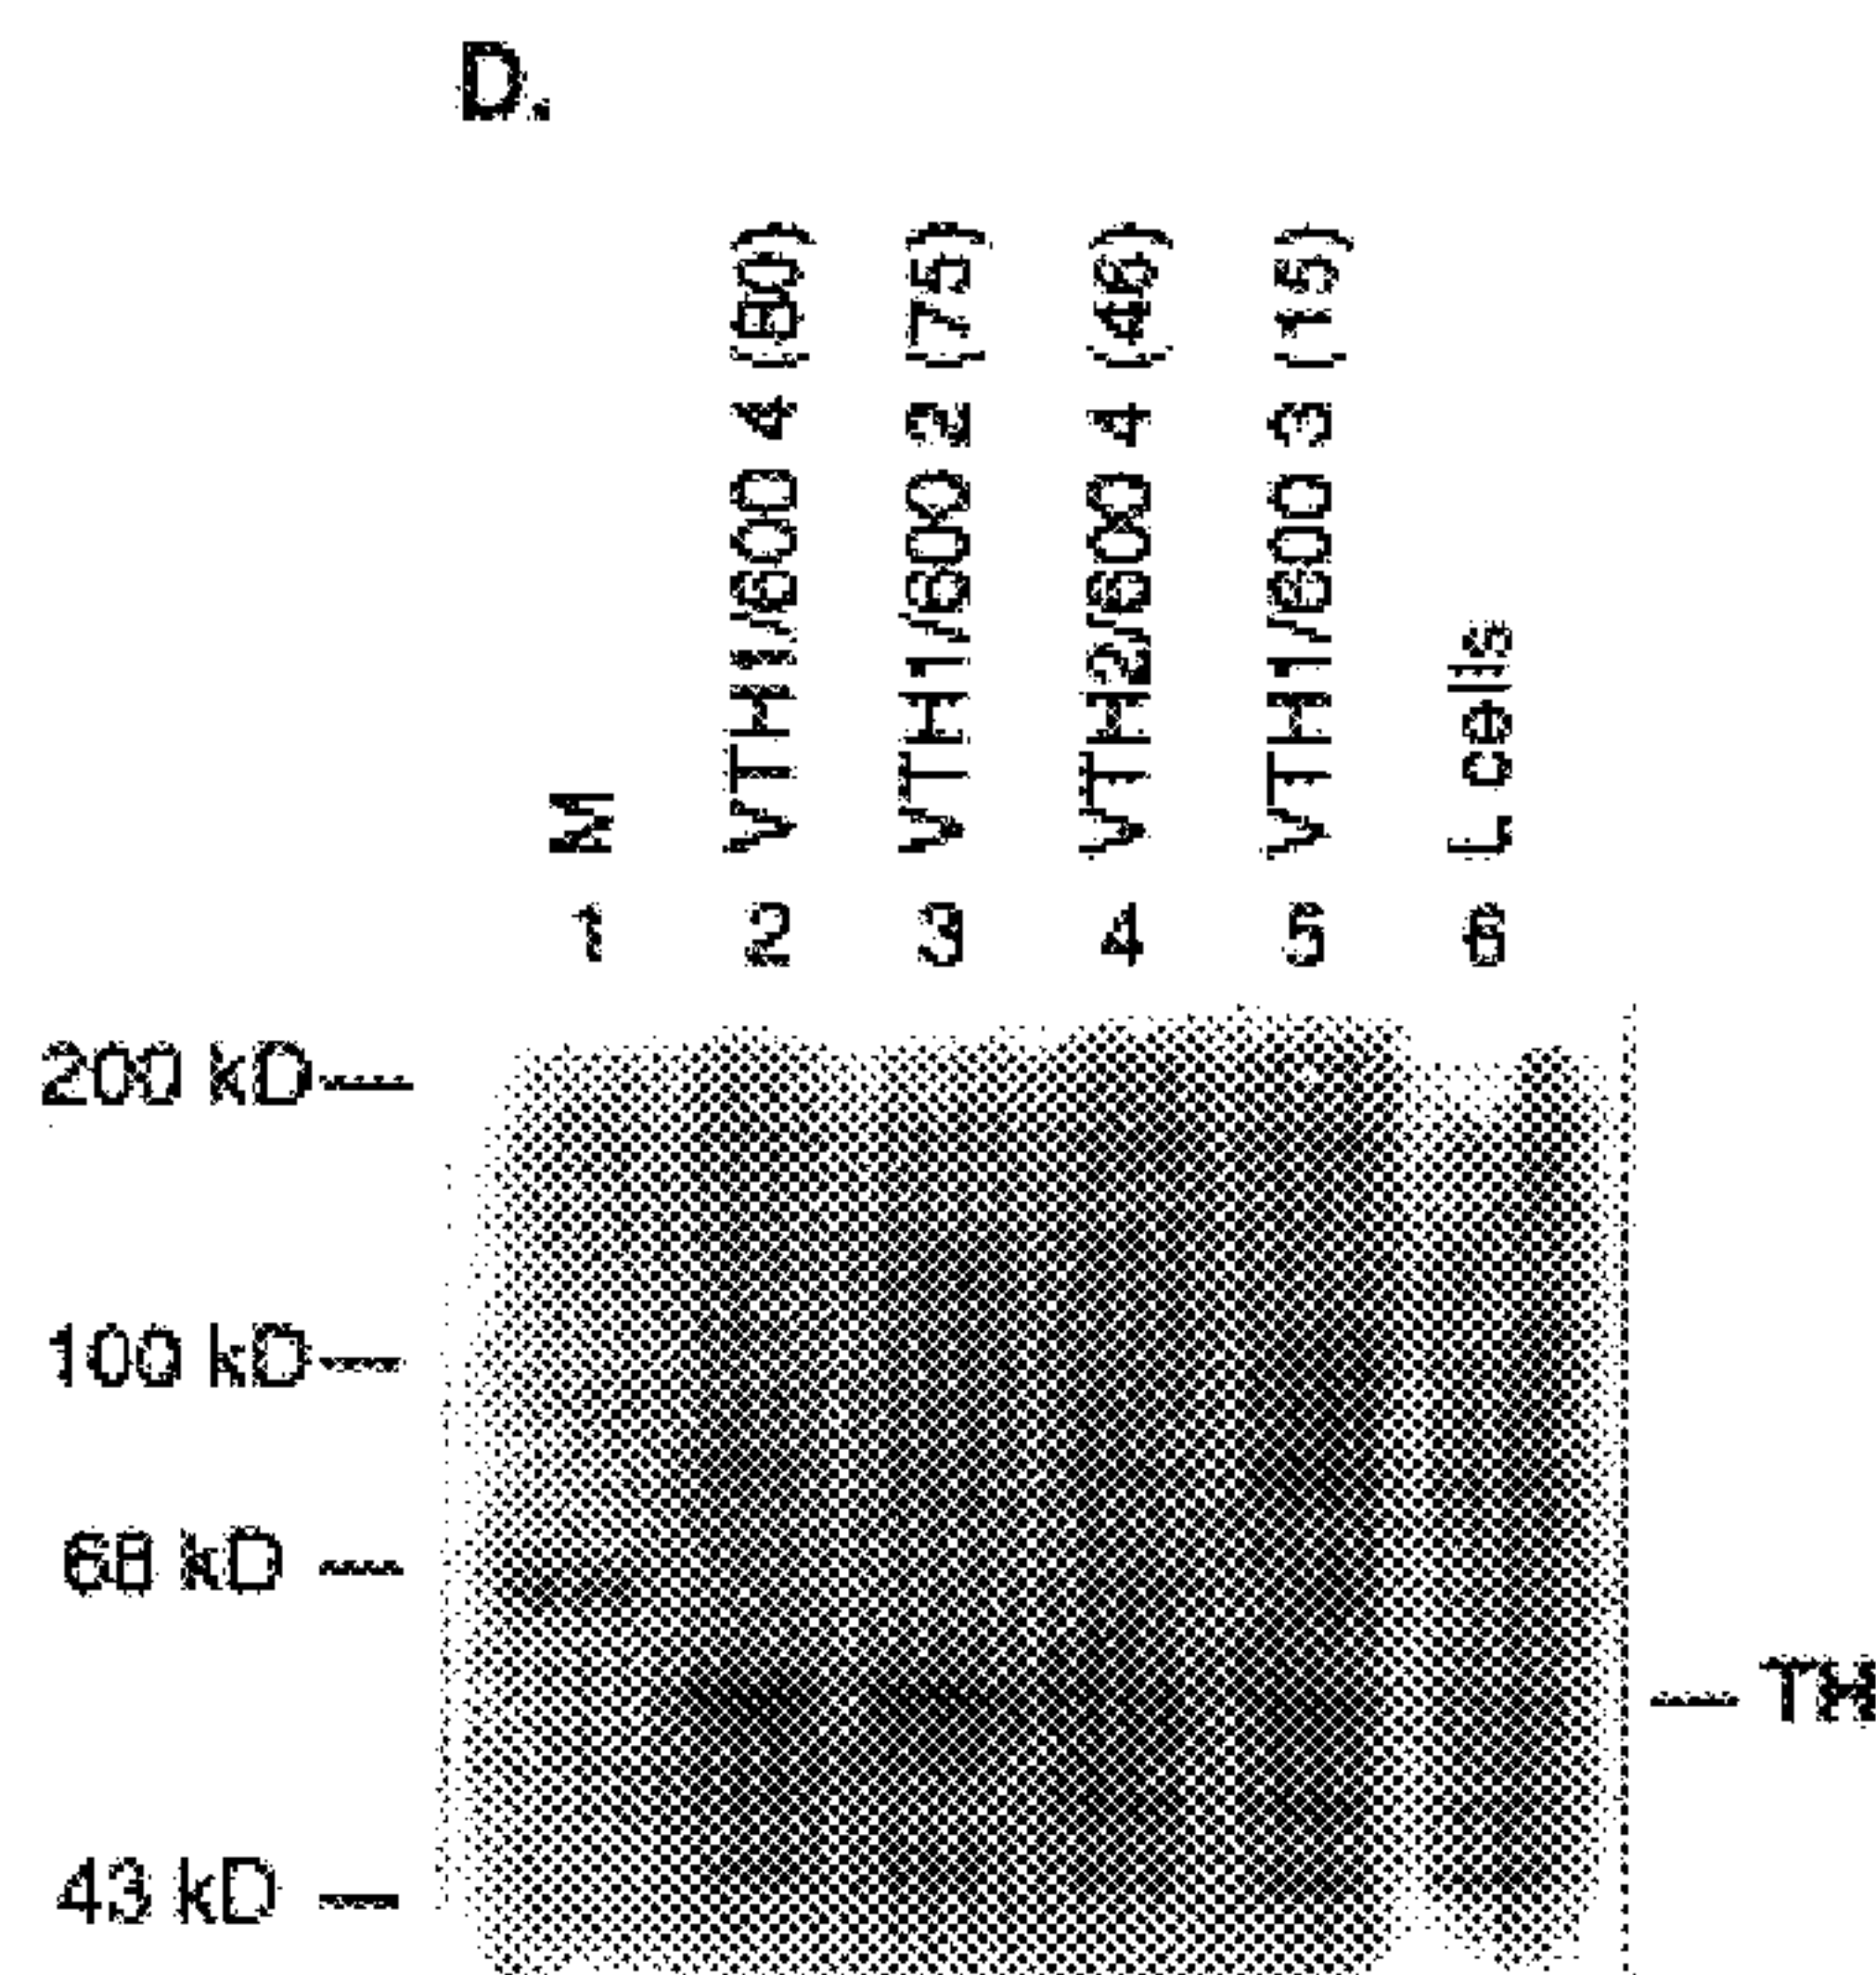 D.
M
VTH1/600 4 (80)
VTH1/600 2 (75)
VTH2/600 4 (46)
VTH1/600 3 (15)
L cells
1 2 3 4 5 6
200 kD
100 kD
68 kD
TH
43 kD